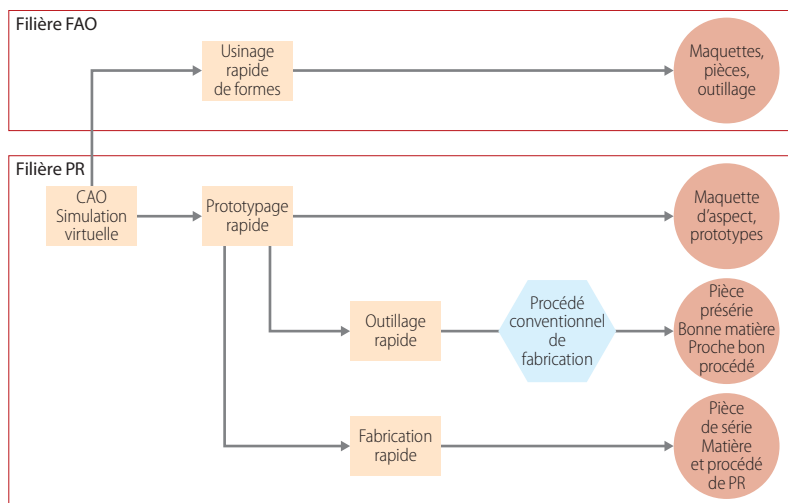 Filière FAO
Usinage
rapide
de formes
Maquettes,
pièces,
outillage
Filière PR
CAO
Simulation
virtuelle
Prototypage
rapide
Maquette
d'aspect,
prototypes
Outillage
rapide
Procédé
conventionnel
de
fabrication
Pièce
présérie
Bonne matière
Proche bon
procédé
Fabrication
rapide
Pièce
de série
Matière
et procédé
de PR